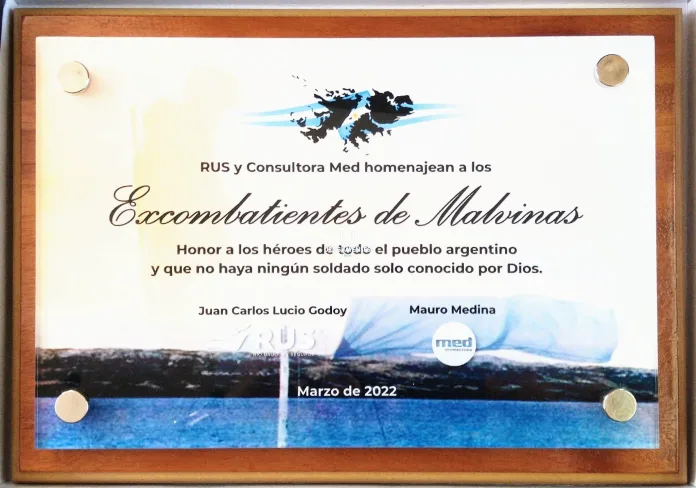 RUS y Consultora Med homenajean a los
Excombatientes de Malvinas
Honor a los héroes de todo el pueblo argentino
y que no haya ningún soldado solo conocido por Dios.
Juan Carlos Lucio Godoy Mauro Medina
RUS med
Marzo de 2022